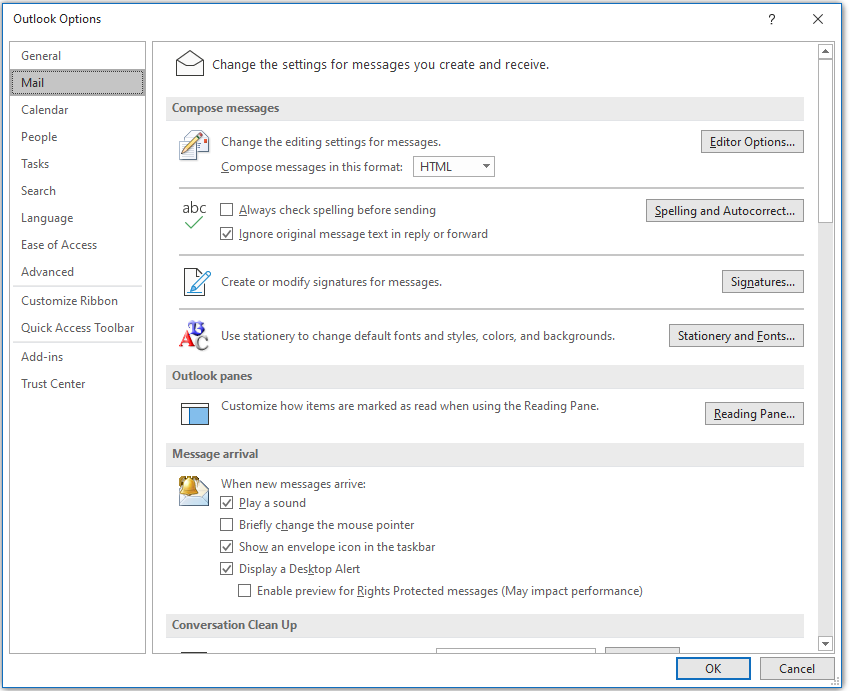 Outlook Options
?
General
Mail
Calendar
People
Tasks
Search
Language
Ease of Access
Advanced
Customize Ribbon
Quick Access Toolbar
Add-ins
Trust Center
Change the settings for messages you create and receive.
Compose messages
Change the editing settings for messages.
Editor Options...
Compose messages in this format: HTML
abc
Always check spelling before sending
Spelling and Autocorrect...
Ignore original message text in reply or forward
Create or modify signatures for messages.
Signatures...
ABC
Use stationery to change default fonts and styles, colors, and backgrounds.
Stationery and Fonts...
Outlook panes
Customize how items are marked as read when using the Reading Pane.
Reading Pane...
Message arrival
When new messages arrive:
Play a sound
Briefly change the mouse pointer
Show an envelope icon in the taskbar
Display a Desktop Alert
Enable preview for Rights Protected messages (May impact performance)
Conversation Clean Up
OK
Cancel